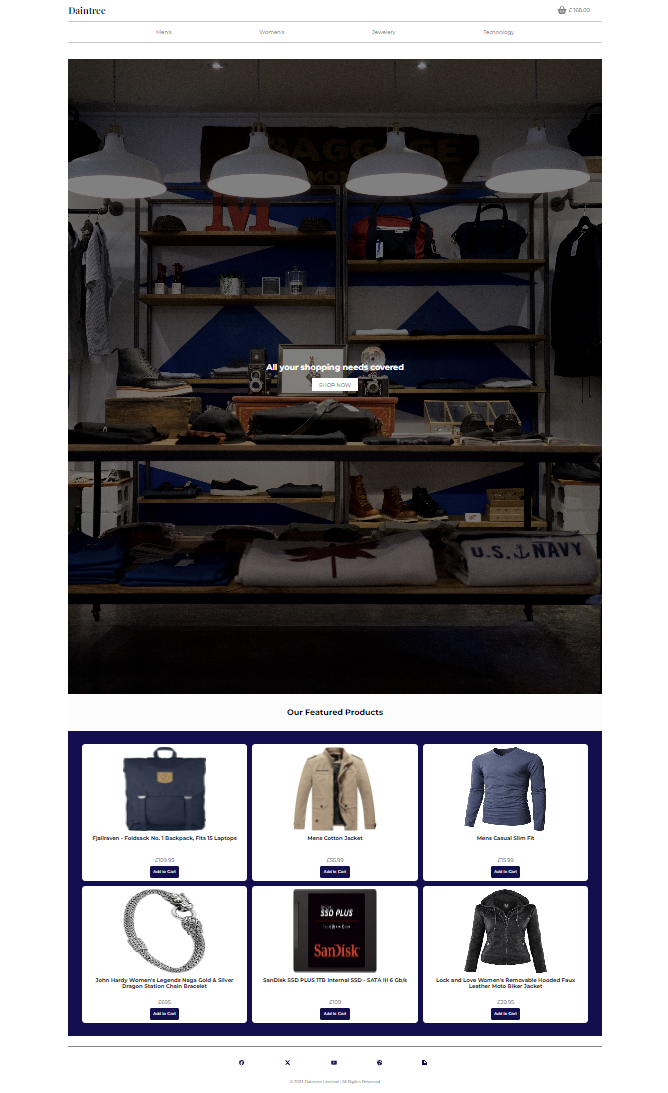 Daintree
£ 168.00
Men's
Women's
Jewelery
Technology
BAGGAGE
M
All your shopping needs covered
SHOP NOW
U.S. NAVY
Our Featured Products
Fjallraven - Foldsack No. 1 Backpack, Fits 15 Laptops
£109.95
Add to Cart
Mens Cotton Jacket
£55.99
Add to Cart
Mens Casual Slim Fit
£15.99
Add to Cart
SSD PLUS
SanDisk
John Hardy Women's Legends Naga Gold & Silver
Dragon Station Chain Bracelet
£695
Add to Cart
SanDisk SSD PLUS 1TB Internal SSD - SATA III 6 Gb/s
£109
Add to Cart
Lock and Love Women's Removable Hooded Faux
Leather Moto Biker Jacket
£29.95
Add to Cart
All Rights Reserved